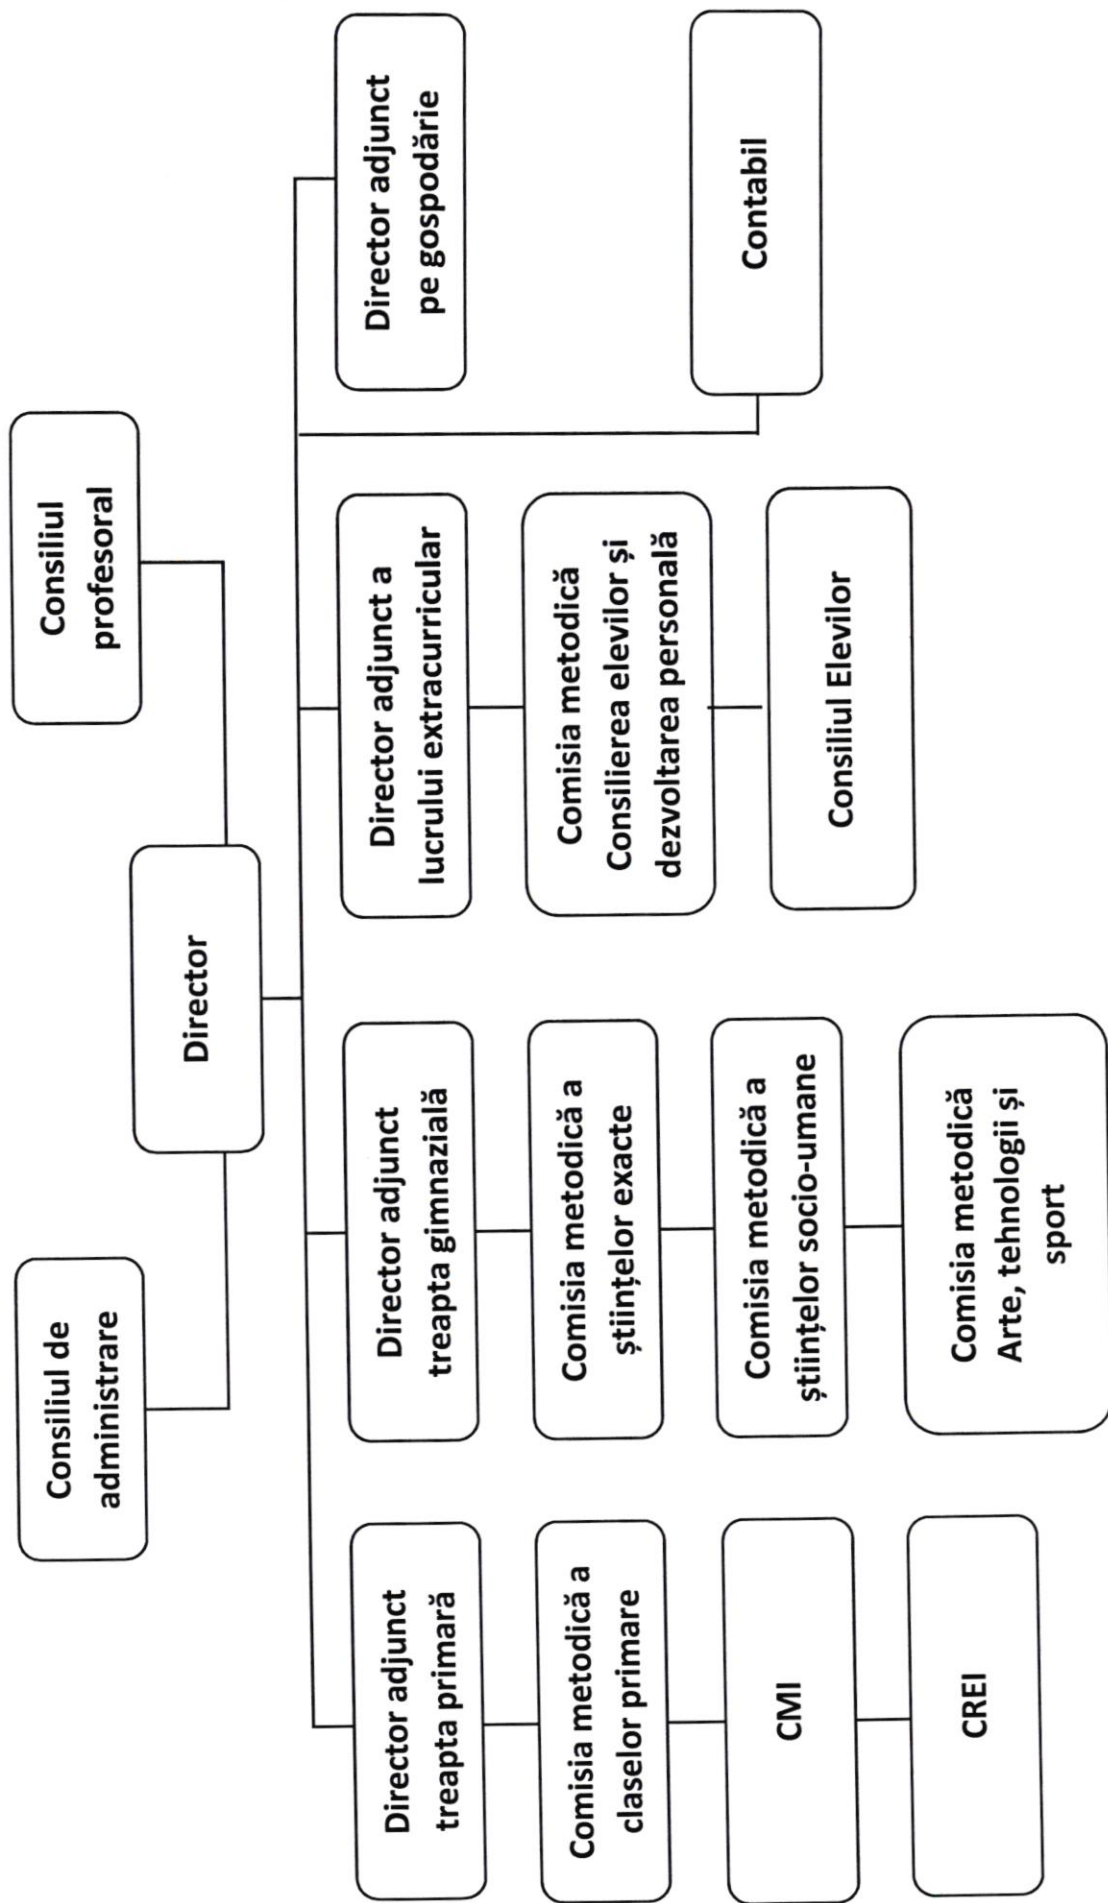 Consiliul de
administrare
Consiliul
profesoral
Director
Director adjunct
treapta primară
Director adjunct
treapta gimnazială
Director adjunct a
lucrului extracurricular
Director adjunct
pe gospodărie
Comisia metodică a
claselor primare
Comisia metodică a
științelor exacte
Comisia metodică
Consilierea elevilor și
dezvoltarea personală
CMI
Comisia metodică a
științelor socio-umane
Consiliul Elevilor
Contabil
CREI
Comisia metodică
Arte, tehnologii și
sport